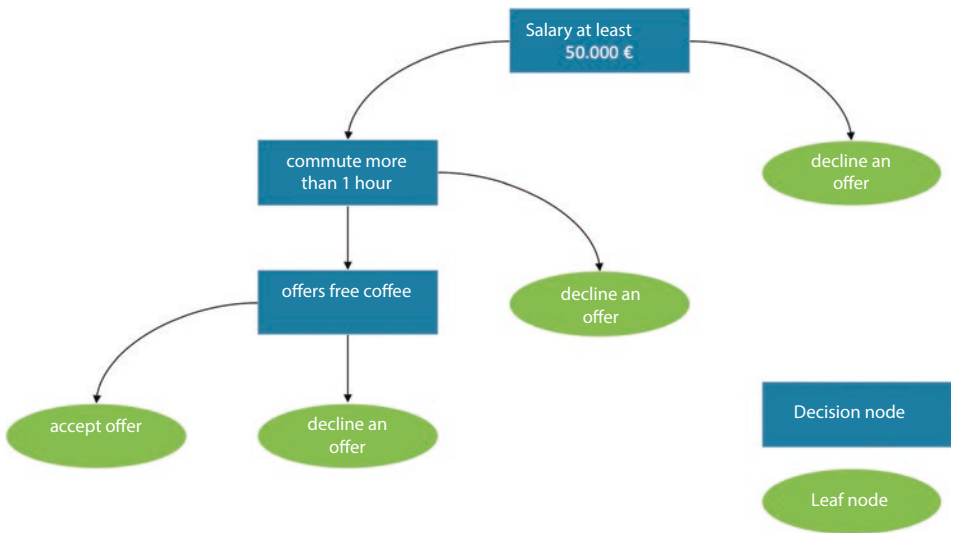 Salary at least
50.000 €
commute more
than 1 hour
decline an
offer
offers free coffee
decline an
offer
accept offer
decline an
offer
Decision node
Leaf node